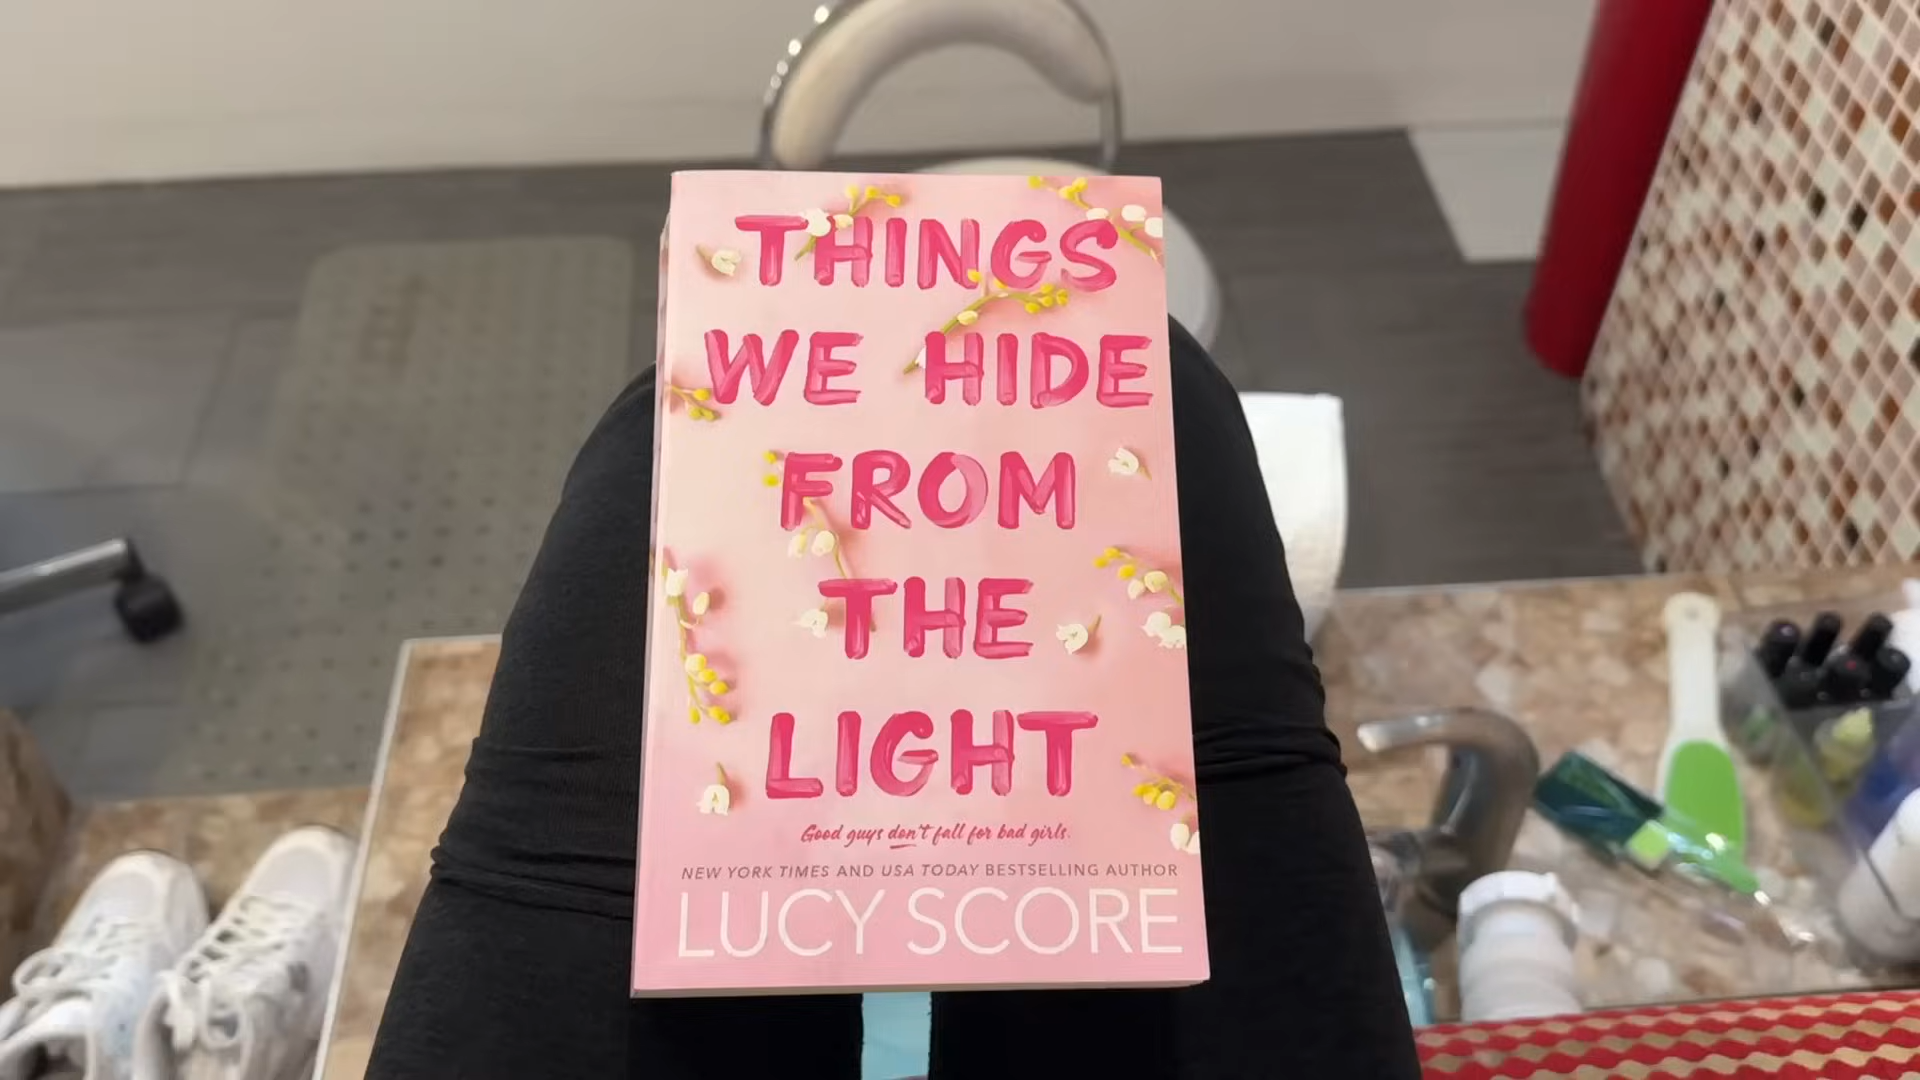 THINGS
WE HIDE
FROM
THE
LIGHT
Good guys don't fall for bad girls.
NEW YORK TIMES AND USA TODAY BESTSELLING AUTHOR
LUCY SCORE